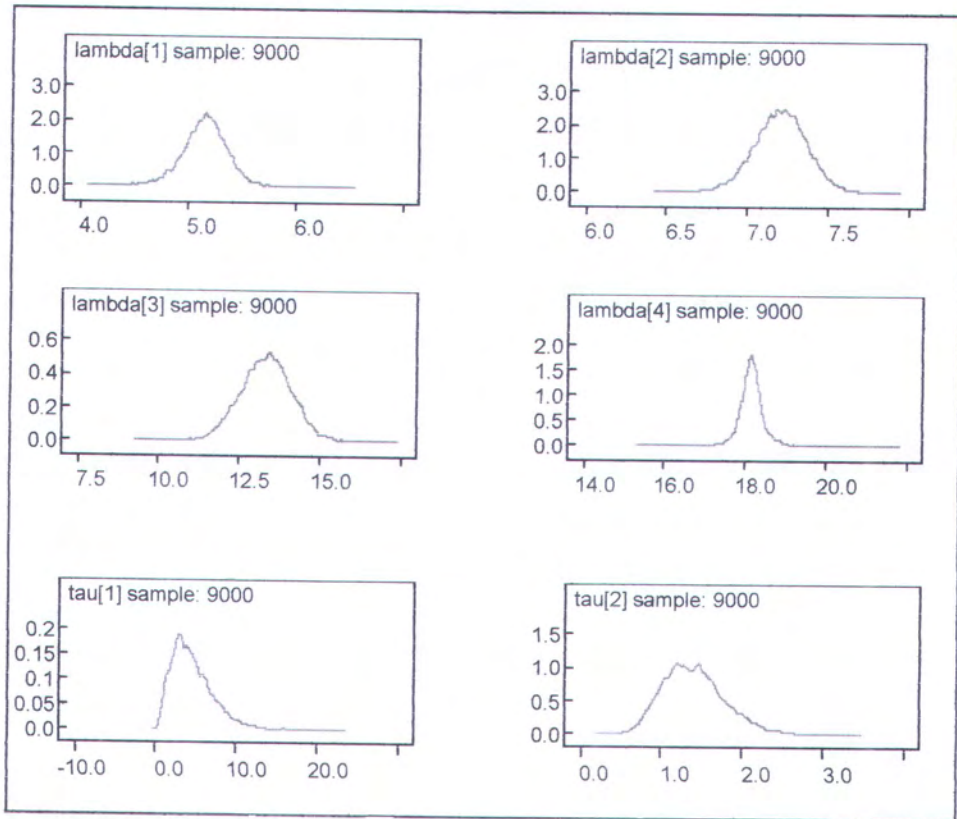 lambda[1] sample: 9000
3.0
2.0
1.0
0.0
4.0 5.0 6.0
lambda[2] sample: 9000
3.0
2.0
1.0
0.0
6.0 6.5 7.0 7.5
lambda[3] sample: 9000
0.6
0.4
0.2
0.0
7.5 10.0 12.5 15.0
lambda[4] sample: 9000
2.0
1.5
1.0
0.5
0.0
14.0 16.0 18.0 20.0
tau[1] sample: 9000
0.2
0.15
0.1
0.05
0.0
-10.0 0.0 10.0 20.0
tau[2] sample: 9000
1.5
1.0
0.5
0.0
0.0 1.0 2.0 3.0